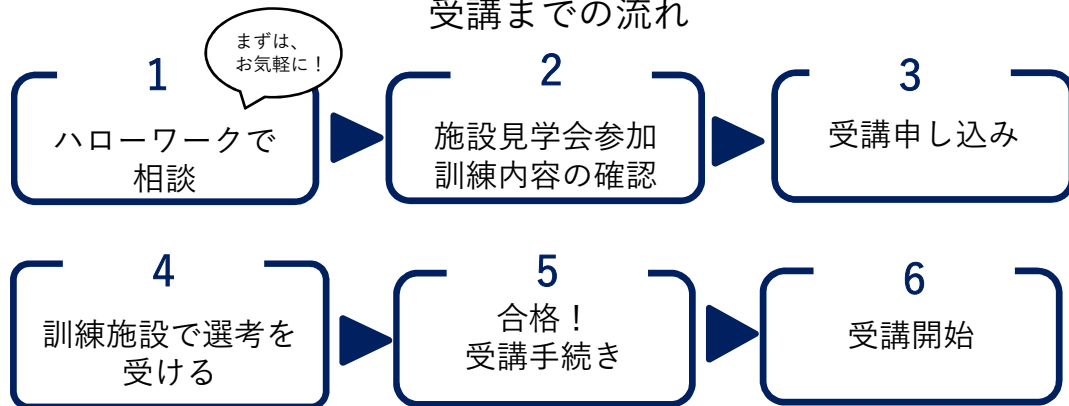 受講までの流れ
まずは、
お気軽に！
1
ハローワークで
相談
2
施設見学会参加
訓練内容の確認
3
受講申し込み
4
訓練施設で選考を
受ける
5
合格！
受講手続き
6
受講開始